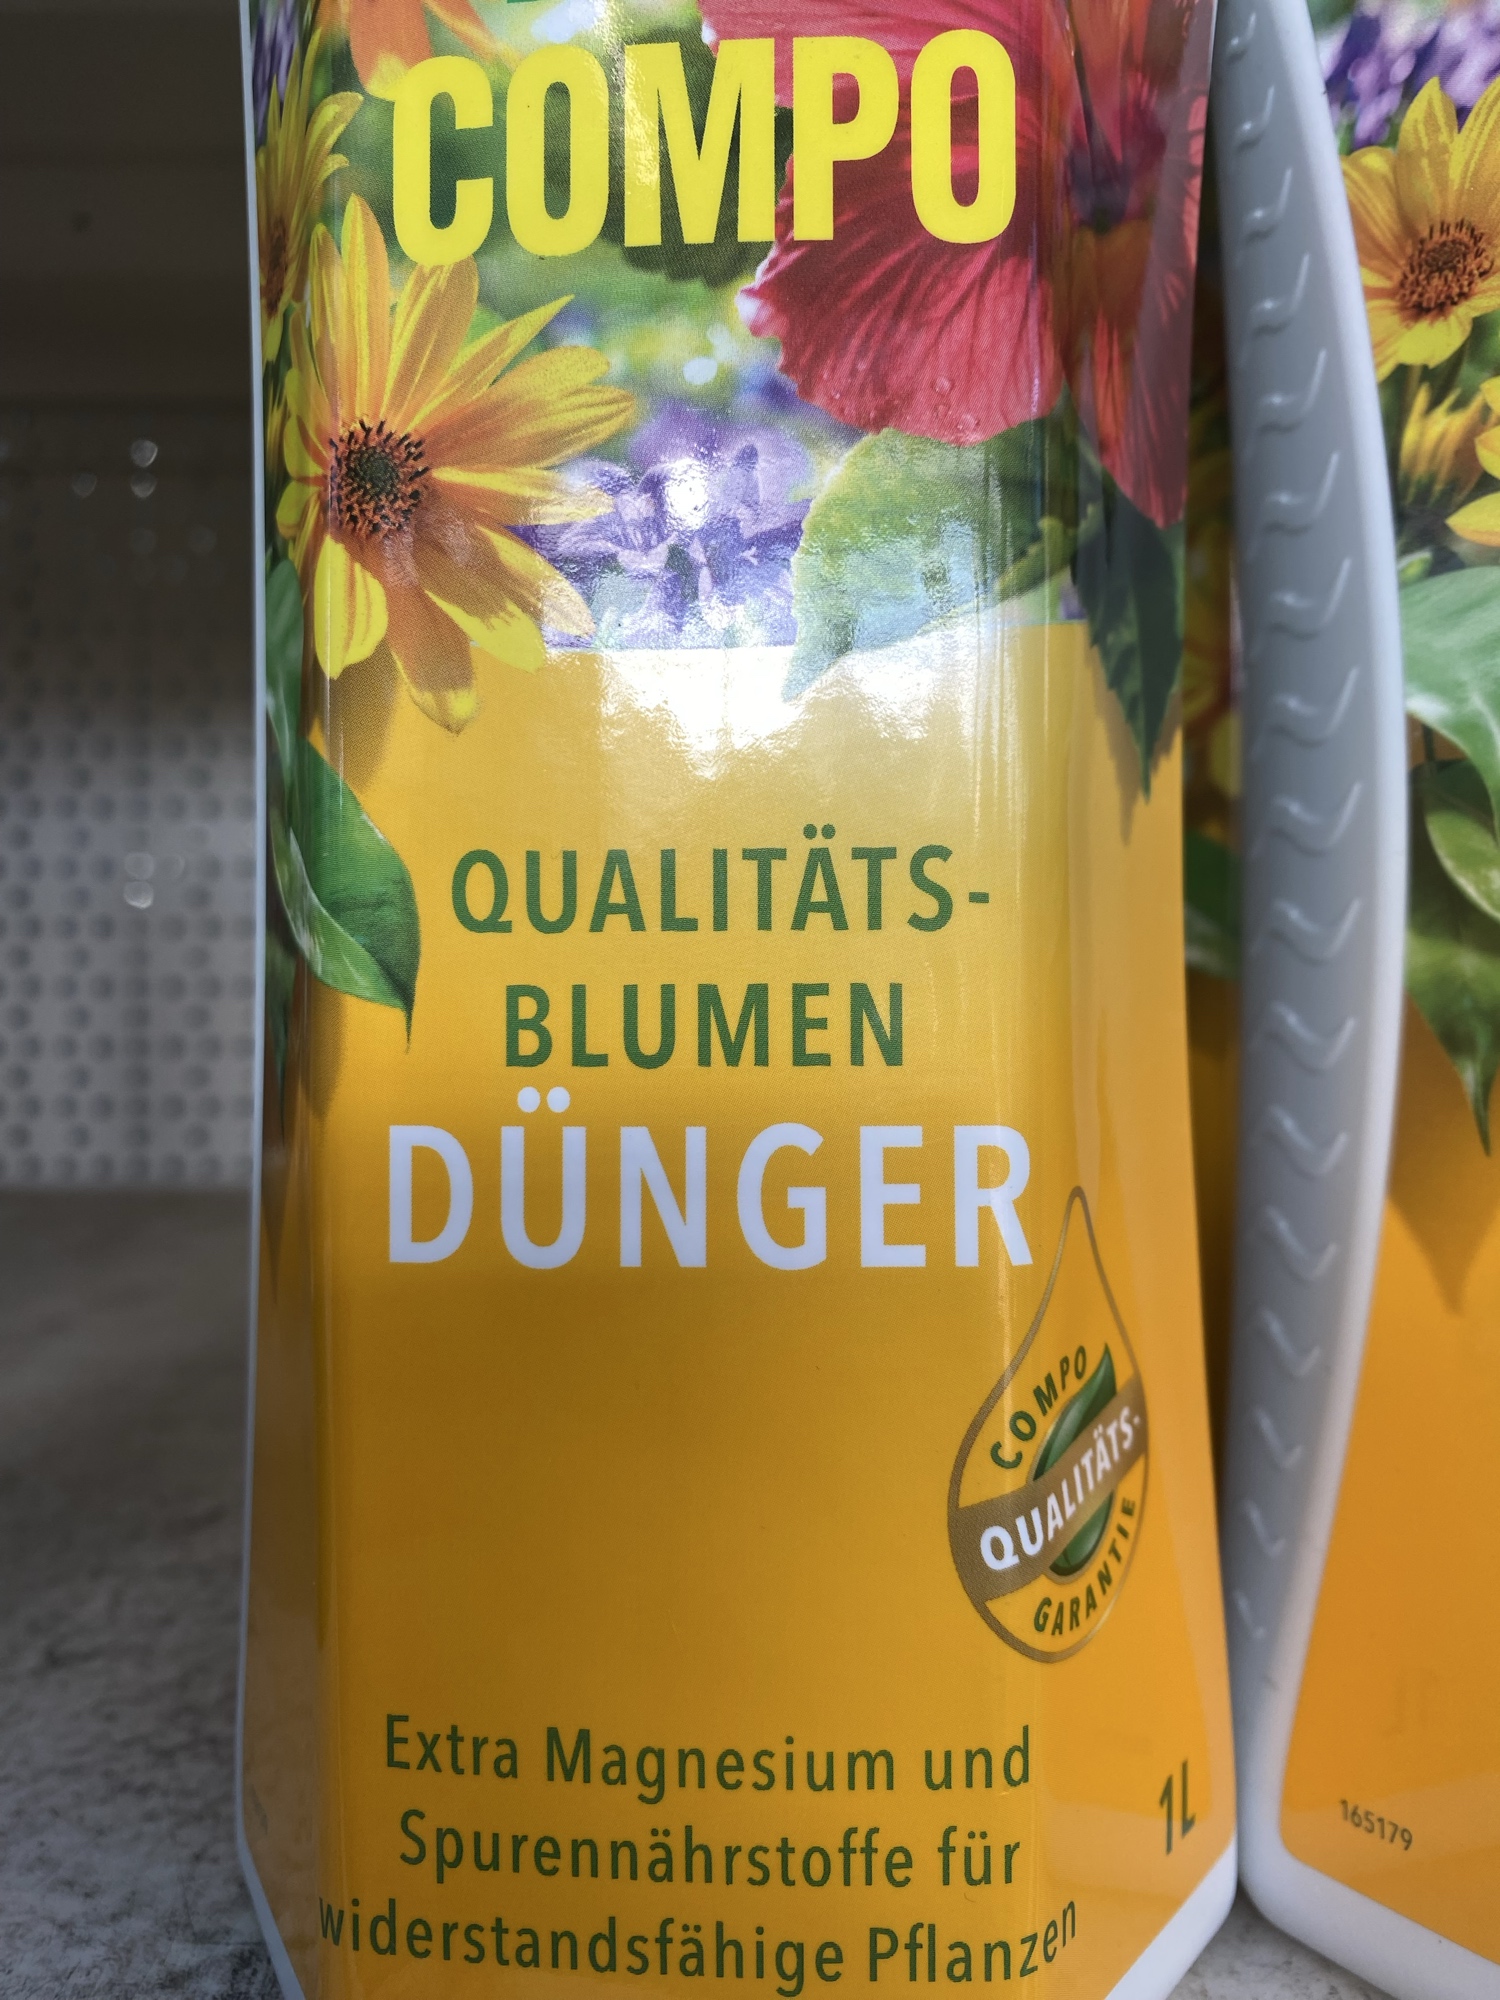 COMPO
QUALITÄTS-
BLUMEN
DÜNGER
COMPO
QUALITÄTS-
GARANTIE
Extra Magnesium und
Spurennährstoffe für
widerstandsfähige Pflanzen
1L
165179